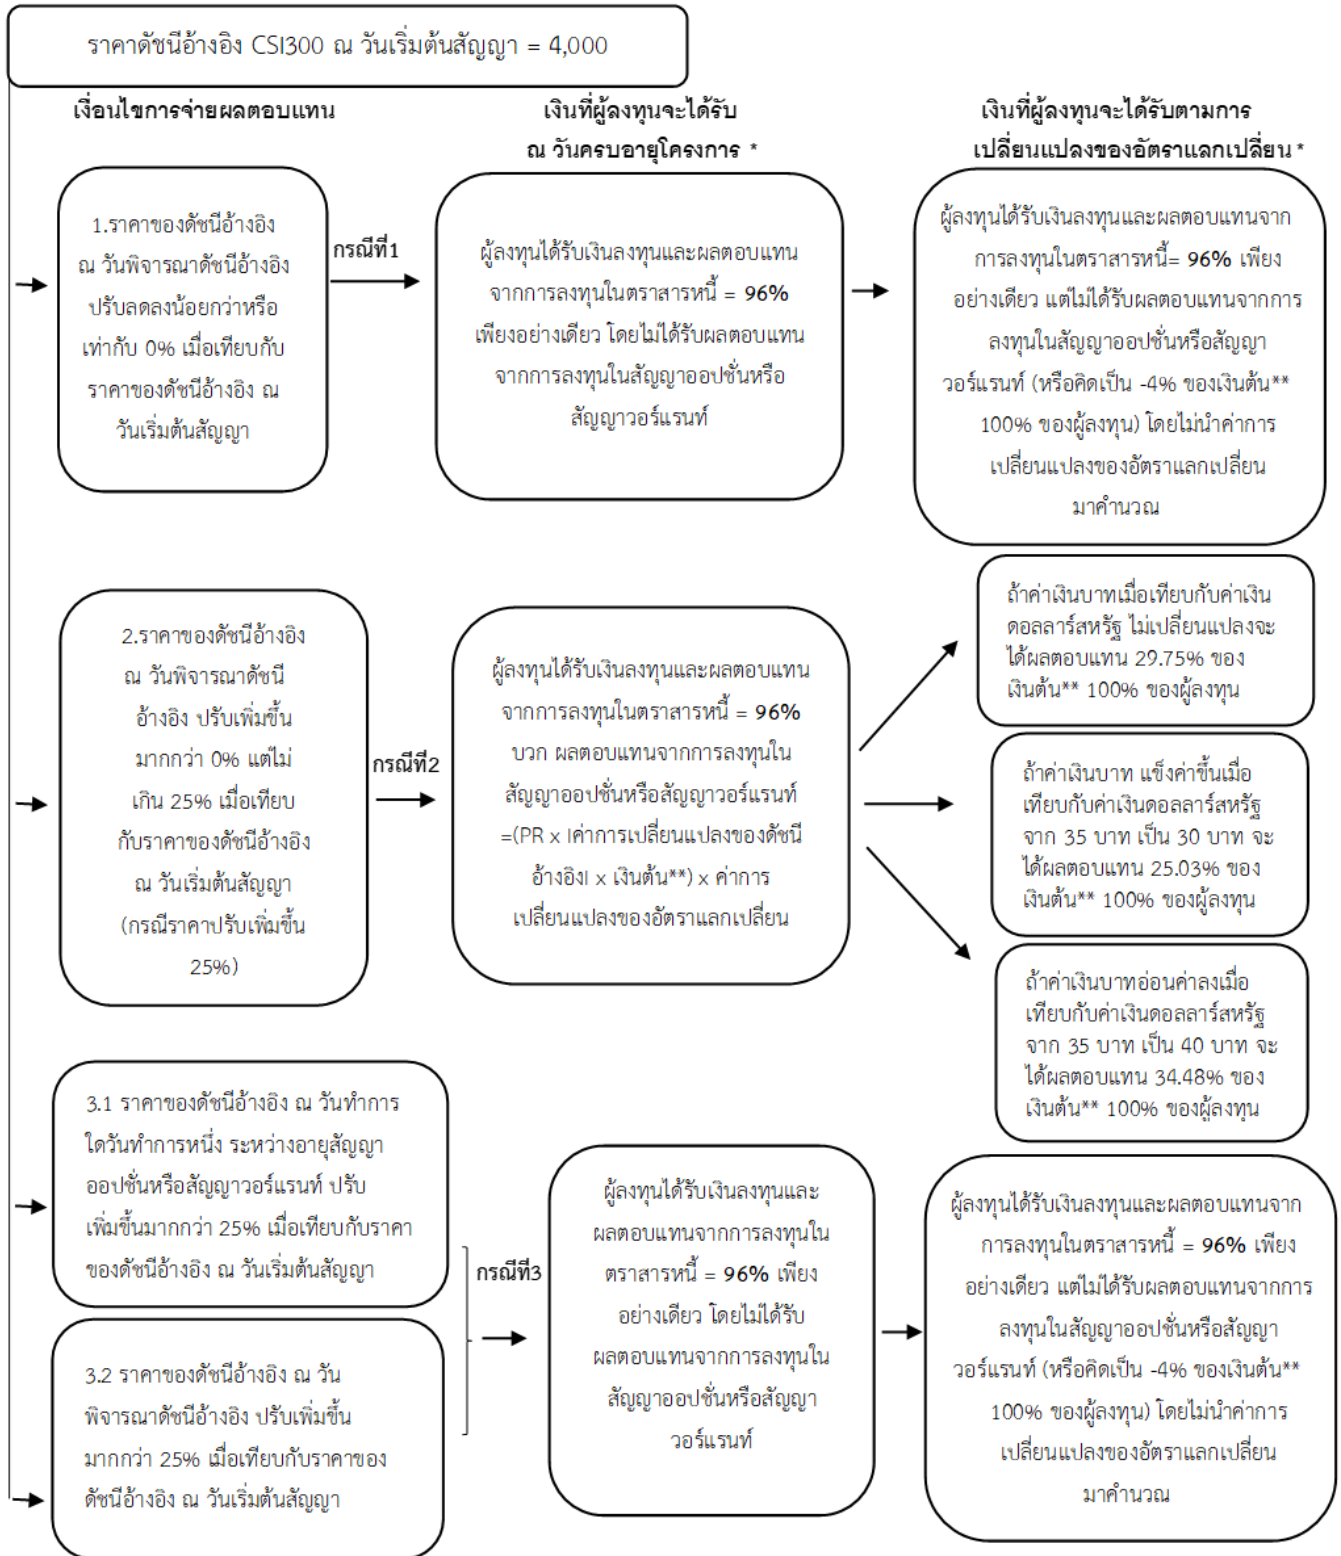 ราคาดัชนีอ้างอิง CSI300 ณ วันเริ่มต้นสัญญา = 4,000
เงื่อนไขการจ่ายผลตอบแทน
เงินที่ผู้ลงทุนจะได้รับ
ณ วันครบอายุโครงการ *
เงินที่ผู้ลงทุนจะได้รับตามการ
เปลี่ยนแปลงของอัตราแลกเปลี่ยน *
1.ราคาของดัชนีอ้างอิง
ณ วันพิจารณาดัชนีอ้างอิง
ปรับลดลงน้อยกว่าหรือ
เท่ากับ 0% เมื่อเทียบกับ
ราคาของดัชนีอ้างอิง ณ
วันเริ่มต้นสัญญา
กรณีที่1
ผู้ลงทุนได้รับเงินลงทุนและผลตอบแทน
จากการลงทุนในตราสารหนี้ = 96%
เพียงอย่างเดียว โดยไม่ได้รับผลตอบแทน
จากการลงทุนในสัญญาออปชั่นหรือ
สัญญาวอร์แรนท์
ผู้ลงทุนได้รับเงินลงทุนและผลตอบแทนจาก
การลงทุนในตราสารหนี้= 96% เพียง
อย่างเดียว แต่ไม่ได้รับผลตอบแทนจากการ
ลงทุนในสัญญาออปชั่นหรือสัญญา
วอร์แรนท์ (หรือคิดเป็น -4% ของเงินต้น**
100% ของผู้ลงทุน) โดยไม่นำค่าการ
เปลี่ยนแปลงของอัตราแลกเปลี่ยน
มาคำนวณ
2.ราคาของดัชนีอ้างอิง
ณ วันพิจารณาดัชนี
อ้างอิง ปรับเพิ่มขึ้น
มากกว่า 0% แต่ไม่
เกิน 25% เมื่อเทียบ
กับราคาของดัชนีอ้างอิง
ณ วันเริ่มต้นสัญญา
(กรณีราคาปรับเพิ่มขึ้น
25%)
กรณีที่2
ผู้ลงทุนได้รับเงินลงทุนและผลตอบแทน
จากการลงทุนในตราสารหนี้ = 96%
บวก ผลตอบแทนจากการลงทุนใน
สัญญาออปชั่นหรือสัญญาวอร์แรนท์
=(PR x Iค่าการเปลี่ยนแปลงของดัชนี
อ้างอิงI x เงินต้น**) x ค่าการ
เปลี่ยนแปลงของอัตราแลกเปลี่ยน
ถ้าค่าเงินบาทเมื่อเทียบกับค่าเงิน
ดอลลาร์สหรัฐ ไม่เปลี่ยนแปลงจะ
ได้ผลตอบแทน 29.75% ของ
เงินต้น** 100% ของผู้ลงทุน
ถ้าค่าเงินบาท แข็งค่าขึ้นเมื่อ
เทียบกับค่าเงินดอลลาร์สหรัฐ
จาก 35 บาท เป็น 30 บาท จะ
ได้ผลตอบแทน 25.03% ของ
เงินต้น** 100% ของผู้ลงทุน
ถ้าค่าเงินบาทอ่อนค่าลงเมื่อ
เทียบกับค่าเงินดอลลาร์สหรัฐ
จาก 35 บาท เป็น 40 บาท จะ
ได้ผลตอบแทน 34.48% ของ
เงินต้น** 100% ของผู้ลงทุน
3.1 ราคาของดัชนีอ้างอิง ณ วันทำการ
ใดวันทำการหนึ่ง ระหว่างอายุสัญญา
ออปชั่นหรือสัญญาวอร์แรนท์ ปรับ
เพิ่มขึ้นมากกว่า 25% เมื่อเทียบกับราคา
ของดัชนีอ้างอิง ณ วันเริ่มต้นสัญญา
3.2 ราคาของดัชนีอ้างอิง ณ วัน
พิจารณาดัชนีอ้างอิง ปรับเพิ่มขึ้น
มากกว่า 25% เมื่อเทียบกับราคาของ
ดัชนีอ้างอิง ณ วันเริ่มต้นสัญญา
กรณีที่3
ผู้ลงทุนได้รับเงินลงทุนและ
ผลตอบแทนจากการลงทุนใน
ตราสารหนี้ = 96% เพียง
อย่างเดียว โดยไม่ได้รับ
ผลตอบแทนจากการลงทุนใน
สัญญาออปชั่นหรือสัญญา
วอร์แรนท์
ผู้ลงทุนได้รับเงินลงทุนและผลตอบแทนจาก
การลงทุนในตราสารหนี้ = 96% เพียง
อย่างเดียว แต่ไม่ได้รับผลตอบแทนจากการ
ลงทุนในสัญญาออปชั่นหรือสัญญา
วอร์แรนท์ (หรือคิดเป็น -4% ของเงินต้น**
100% ของผู้ลงทุน) โดยไม่นำค่าการ
เปลี่ยนแปลงของอัตราแลกเปลี่ยน
มาคำนวณ